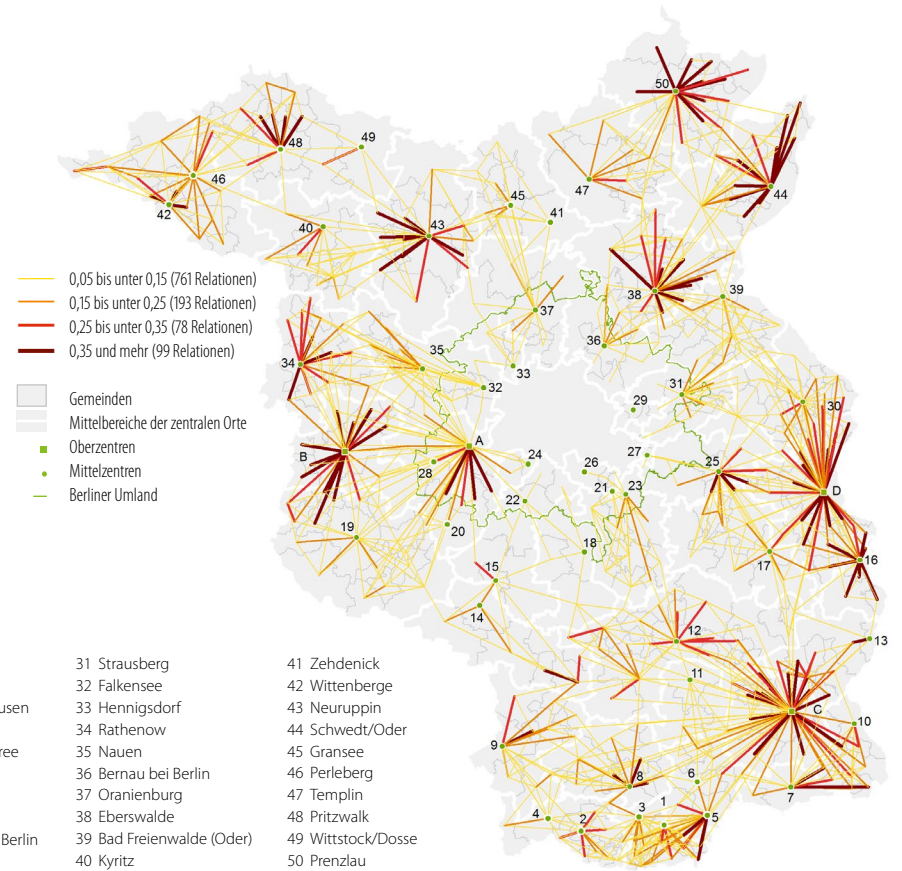 50
48
49
46
47
44
42
45
41
40
43
38
39
37
36
35
34
33
32
31
29
30
A
B
28
24
26
27
25
D
21
23
22
19
20
18
17
16
15
14
12
13
11
C
10
9
8
6
7
4
2
3
1
5
0,05 bis unter 0,15 (761 Relationen)
0,15 bis unter 0,25 (193 Relationen)
0,25 bis unter 0,35 (78 Relationen)
0,35 und mehr (99 Relationen)
Gemeinden
Mittelbereiche der zentralen Orte
Oberzentren
Mittelzentren
Berliner Umland
usen
ree
Berlin
31 Strausberg
32 Falkensee
33 Hennigsdorf
34 Rathenow
35 Nauen
36 Bernau bei Berlin
37 Oranienburg
38 Eberswalde
39 Bad Freienwalde (Oder)
40 Kyritz
41 Zehdenick
42 Wittenberge
43 Neuruppin
44 Schwedt/Oder
45 Gransee
46 Perleberg
47 Templin
48 Pritzwalk
49 Wittstock/Dosse
50 Prenzlau